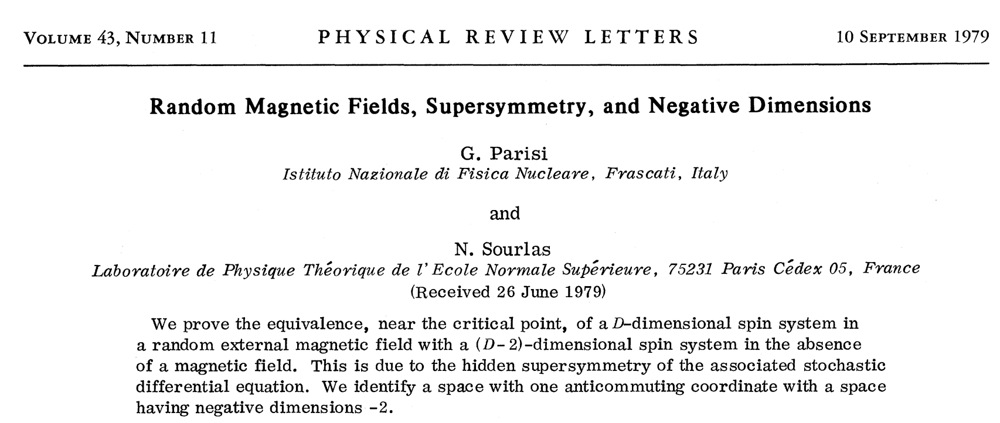 VOLUME 43, NUMBER 11 PHYSICAL REVIEW LETTERS 10 SEPTEMBER 1979
Random Magnetic Fields, Supersymmetry, and Negative Dimensions
G. Parisi
Istituto Nazionale di Fisica Nucleare, Frascati, Italy
and
N. Sourlas
Laboratoire de Physique Théorique de l'Ecole Normale Supérieure, 75231 Paris Cédex 05, France
(Received 26 June 1979)
We prove the equivalence, near the critical point, of a D-dimensional spin system in
a random external magnetic field with a (D-2)-dimensional spin system in the absence
of a magnetic field. This is due to the hidden supersymmetry of the associated stochastic
differential equation. We identify a space with one anticommuting coordinate with a space
having negative dimensions -2.